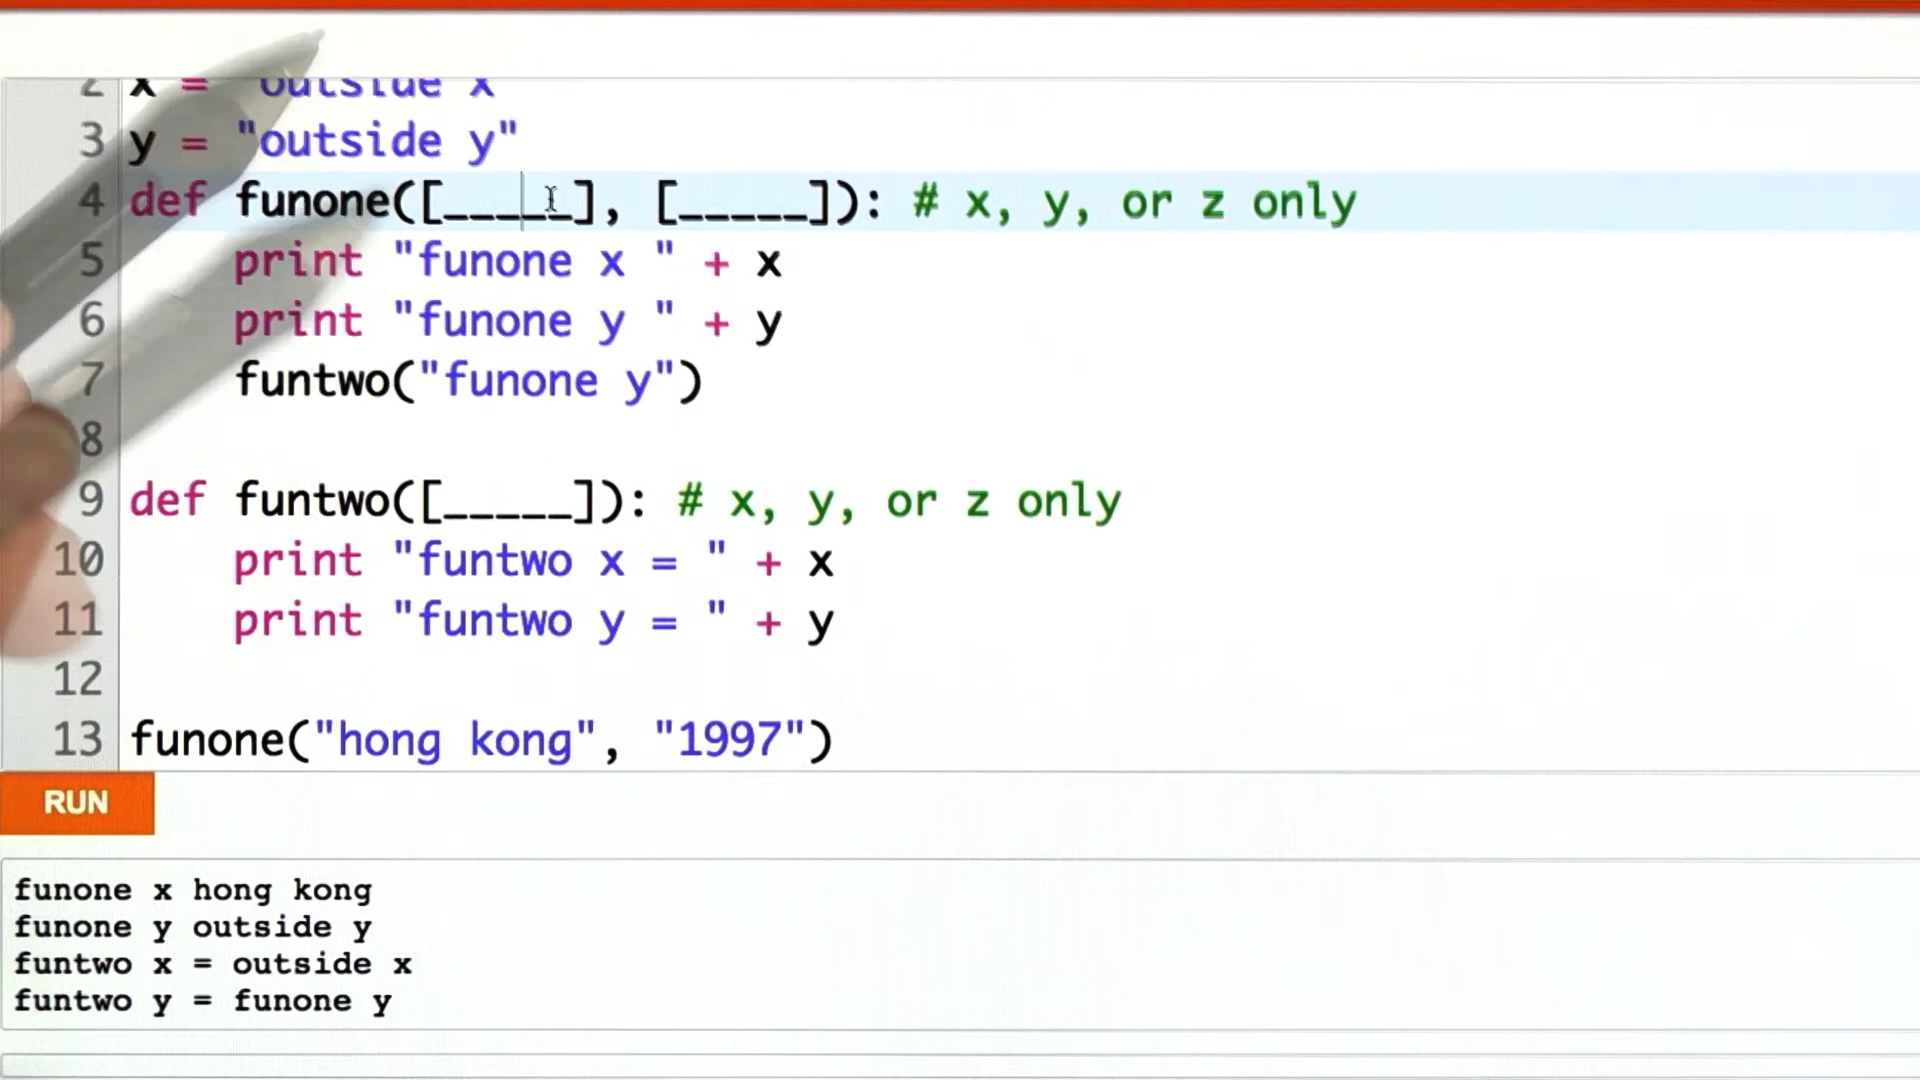 2 x = "outside x
3 y = "outside y"
4 def funone([_____], [_____]): # x, y, or z only
5 print "funone x " + x
6 print "funone y " + y
7 funtwo("funone y")
8
9 def funtwo([_____]): # x, y, or z only
10 print "funtwo x = " + x
11 print "funtwo y = " + y
12
13 funone("hong kong", "1997")
RUN
funone x hong kong
funone y outside y
funtwo x = outside x
funtwo y = funone y